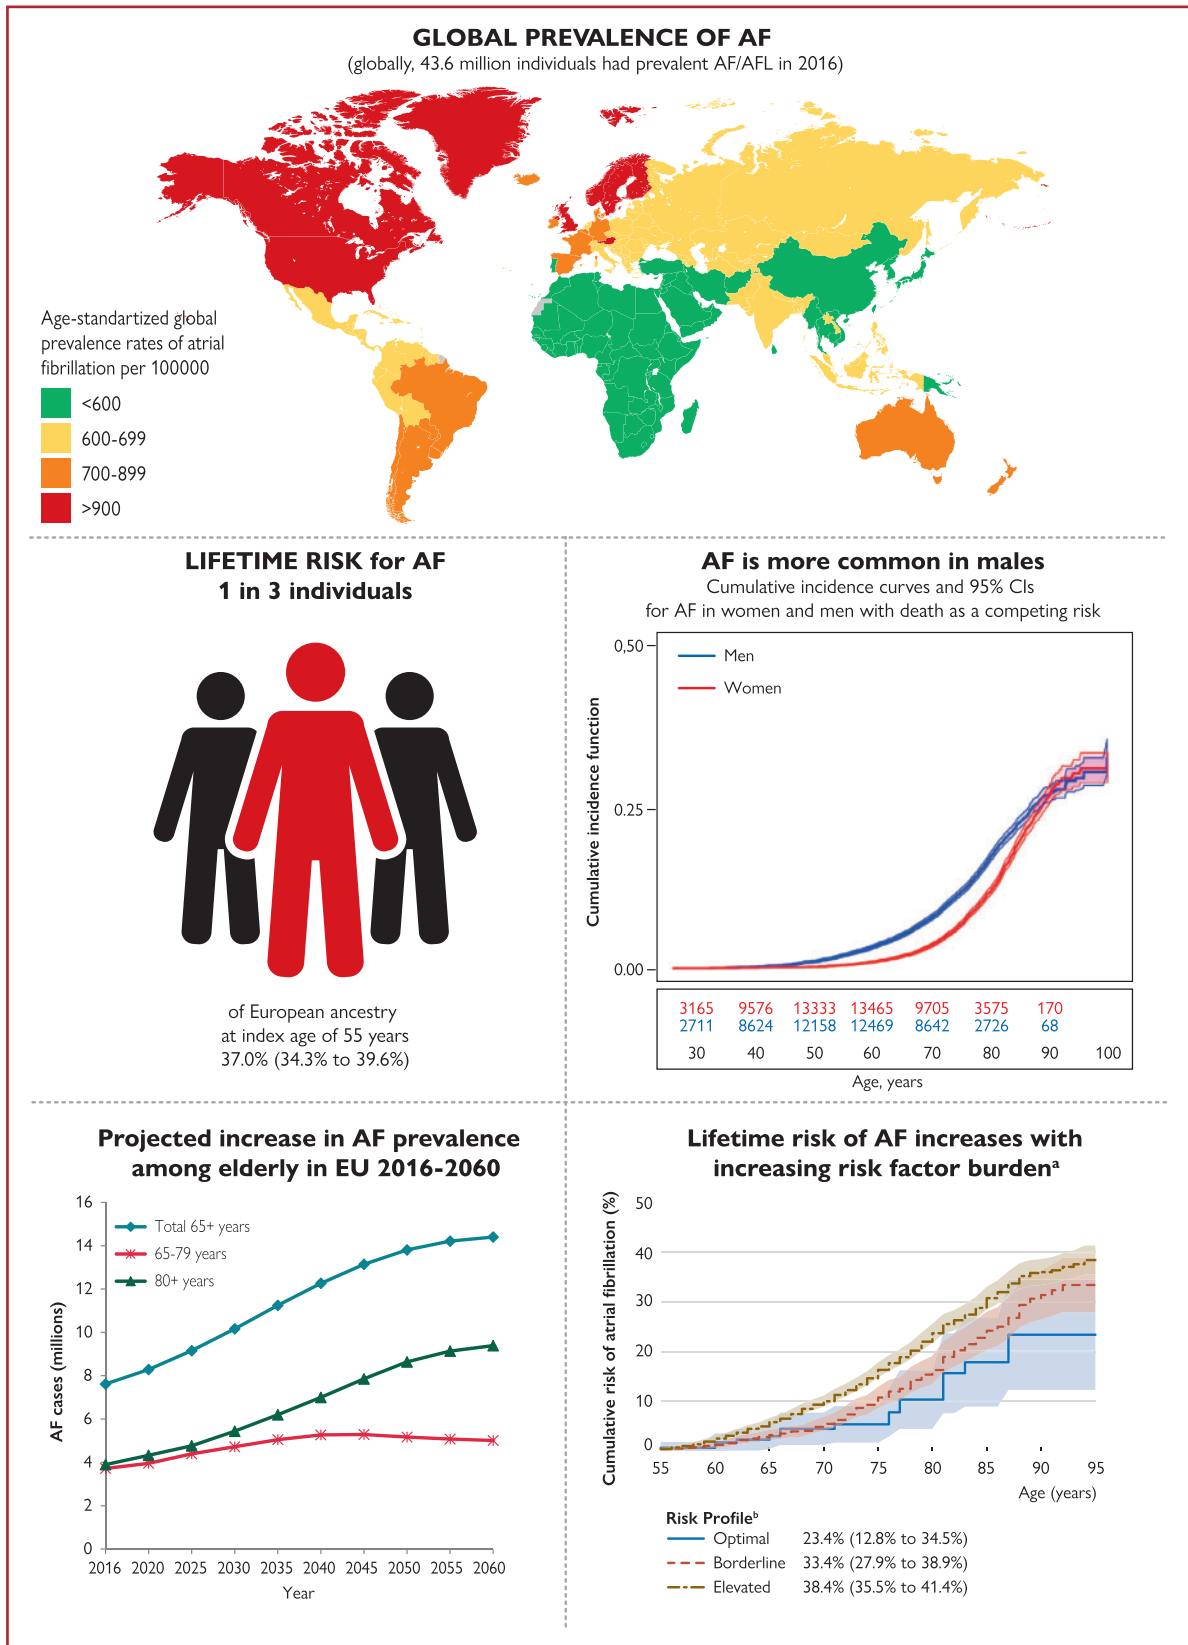 GLOBAL PREVALENCE OF AF
(globally, 43.6 million individuals had prevalent AF/AFL in 2016)
Age-standartized global
prevalence rates of atrial
fibrillation per 100000
<600
600-699
700-899
>900
LIFETIME RISK for AF
1 in 3 individuals
of European ancestry
at index age of 55 years
37.0% (34.3% to 39.6%)
AF is more common in males
Cumulative incidence curves and 95% CIs
for AF in women and men with death as a competing risk
Cumulative incidence function
0,50
0.25
0.00
Men
Women
3165 9576 13333 13465 9705 3575 170
2711 8624 12158 12469 8642 2726 68
30 40 50 60 70 80 90 100
Age, years
Projected increase in AF prevalence
among elderly in EU 2016-2060
AF cases (millions)
16
14
12
10
8
6
4
2
0
Total 65+ years
65-79 years
80+ years
2016 2020 2025 2030 2035 2040 2045 2050 2055 2060
Year
Lifetime risk of AF increases with
increasing risk factor burdenᵃ
Cumulative risk of atrial fibrillation (%)
50
40
30
20
10
0
55 60 65 70 75 80 85 90 95
Age (years)
Risk Profileᵇ
Optimal 23.4% (12.8% to 34.5%)
Borderline 33.4% (27.9% to 38.9%)
Elevated 38.4% (35.5% to 41.4%)